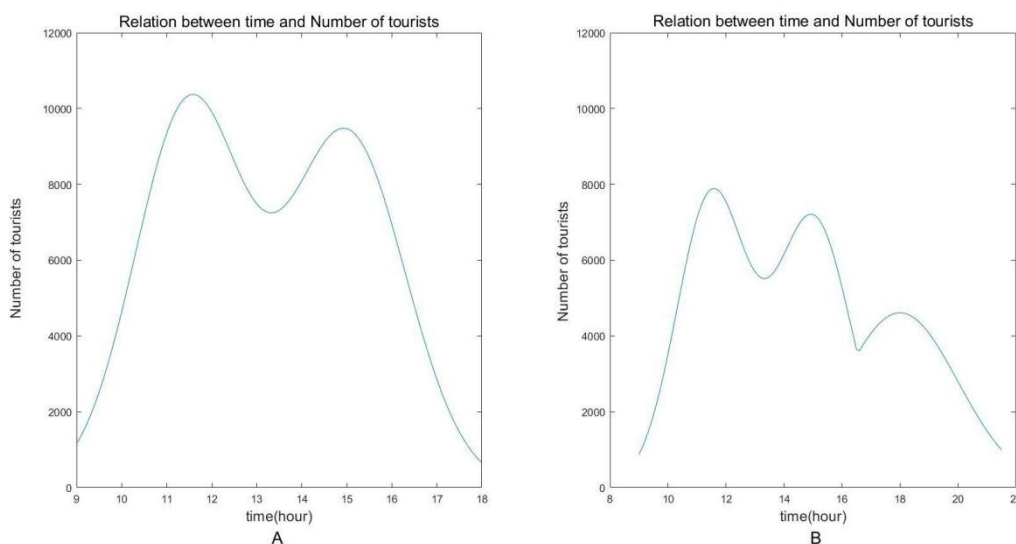 Relation between time and Number of tourists
12000
10000
8000
6000
4000
2000
0
Number of tourists
9 10 11 12 13 14 15 16 17 18
time(hour)
A
Relation between time and Number of tourists
12000
10000
8000
6000
4000
2000
0
Number of tourists
8 10 12 14 16 18 20 2
time(hour)
B